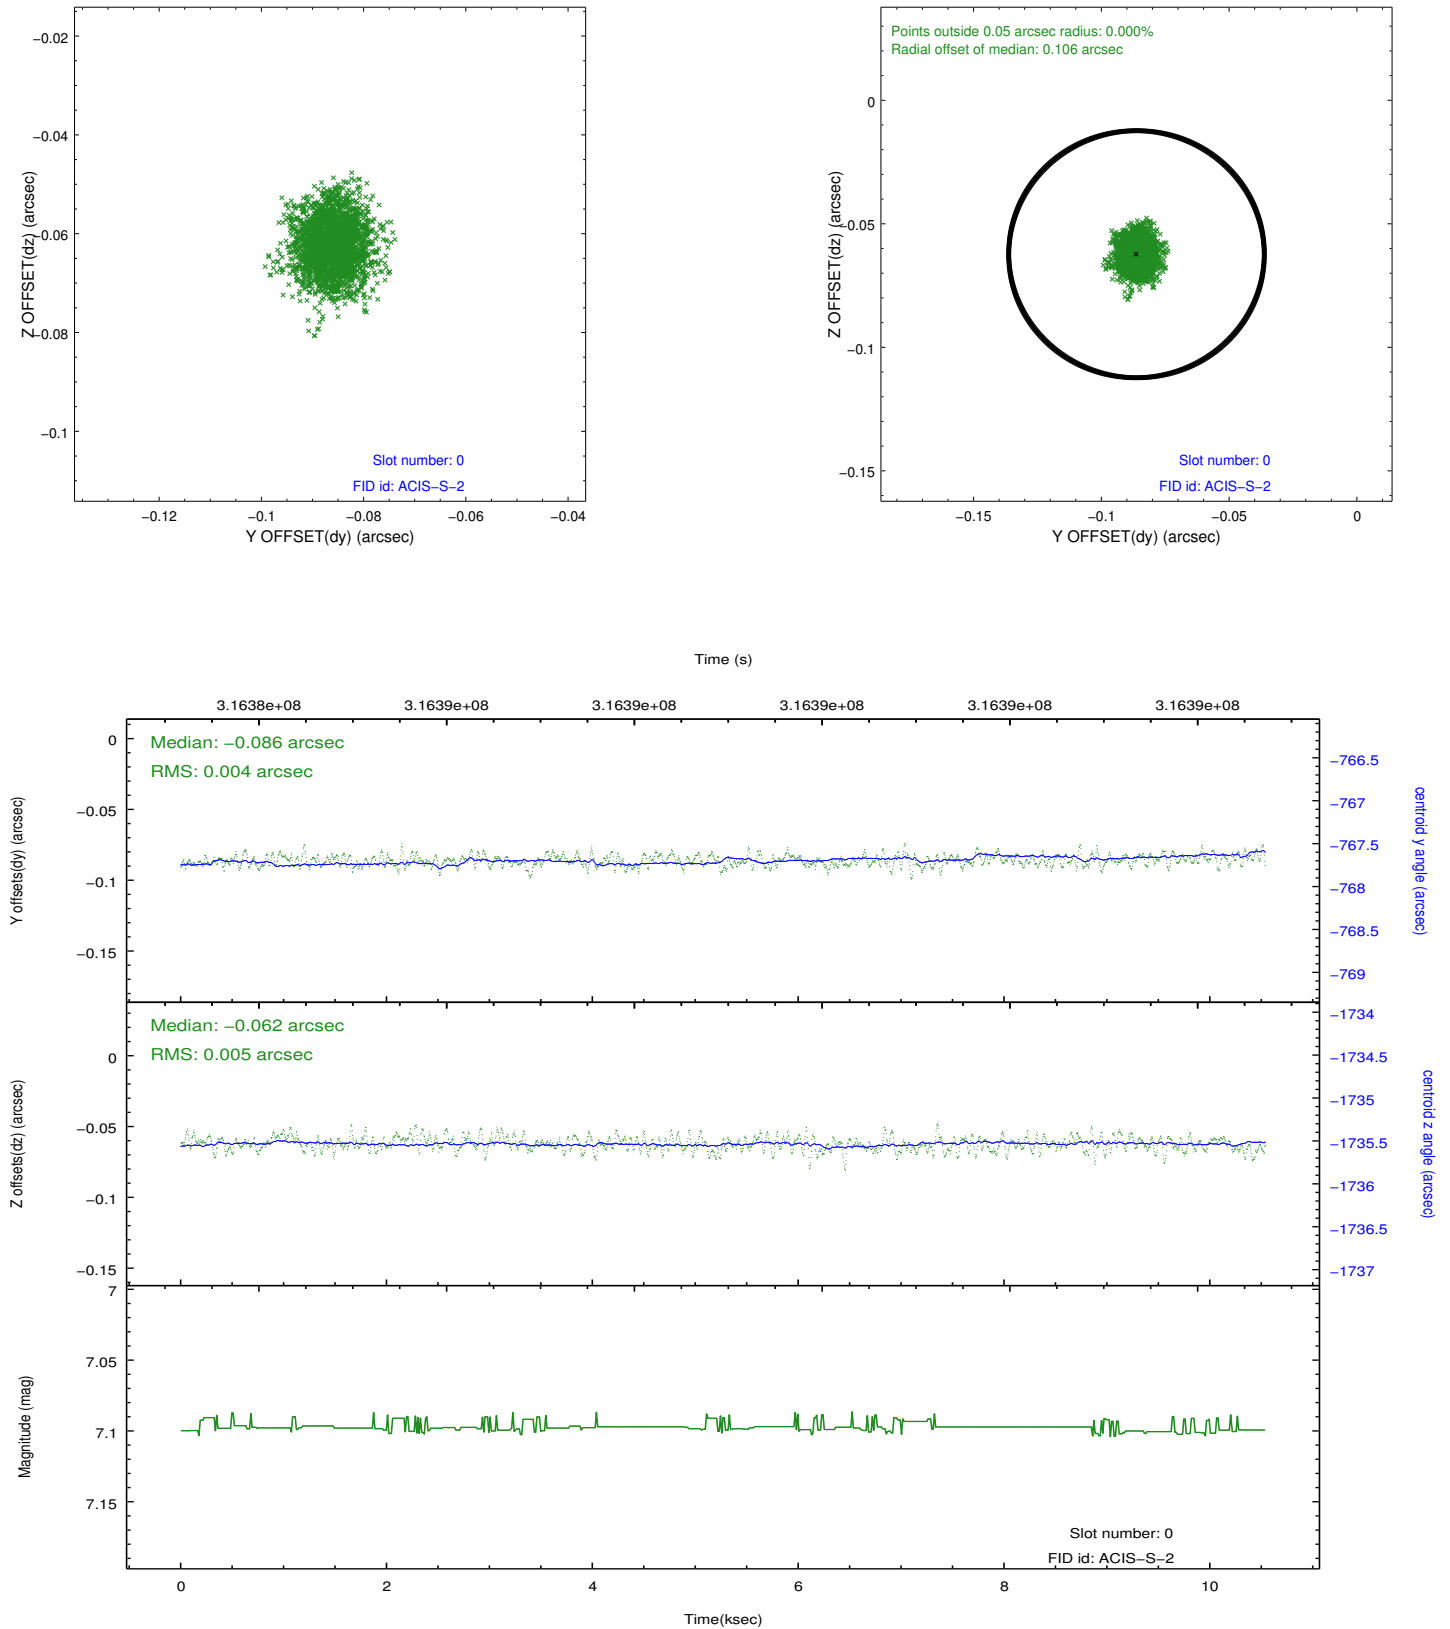 −0.02
−0.04
−0.06
−0.08
−0.1
Z OFFSET(dz) (arcsec)
Slot number: 0
FID id: ACIS−S−2
−0.12
−0.1
−0.08
−0.06
−0.04
Y OFFSET(dy) (arcsec)
Points outside 0.05 arcsec radius: 0.000%
Radial offset of median: 0.106 arcsec
0
−0.05
−0.1
−0.15
Z OFFSET(dz) (arcsec)
Slot number: 0
FID id: ACIS−S−2
−0.15
−0.1
−0.05
0
Y OFFSET(dy) (arcsec)
Time (s)
3.1638e+08
3.1639e+08
3.1639e+08
3.1639e+08
3.1639e+08
3.1639e+08
Median: −0.086 arcsec
RMS: 0.004 arcsec
0
−0.05
−0.1
−0.15
Y offsets(dy) (arcsec)
−766.5
−767
−767.5
−768
−768.5
−769
centroid y angle (arcsec)
Median: −0.062 arcsec
RMS: 0.005 arcsec
0
−0.05
−0.1
−0.15
Z offsets(dz) (arcsec)
−1734
−1734.5
−1735
−1735.5
−1736
−1736.5
−1737
centroid z angle (arcsec)
7
7.05
7.1
7.15
Magnitude (mag)
Slot number: 0
FID id: ACIS−S−2
0
2
4
6
8
10
Time(ksec)